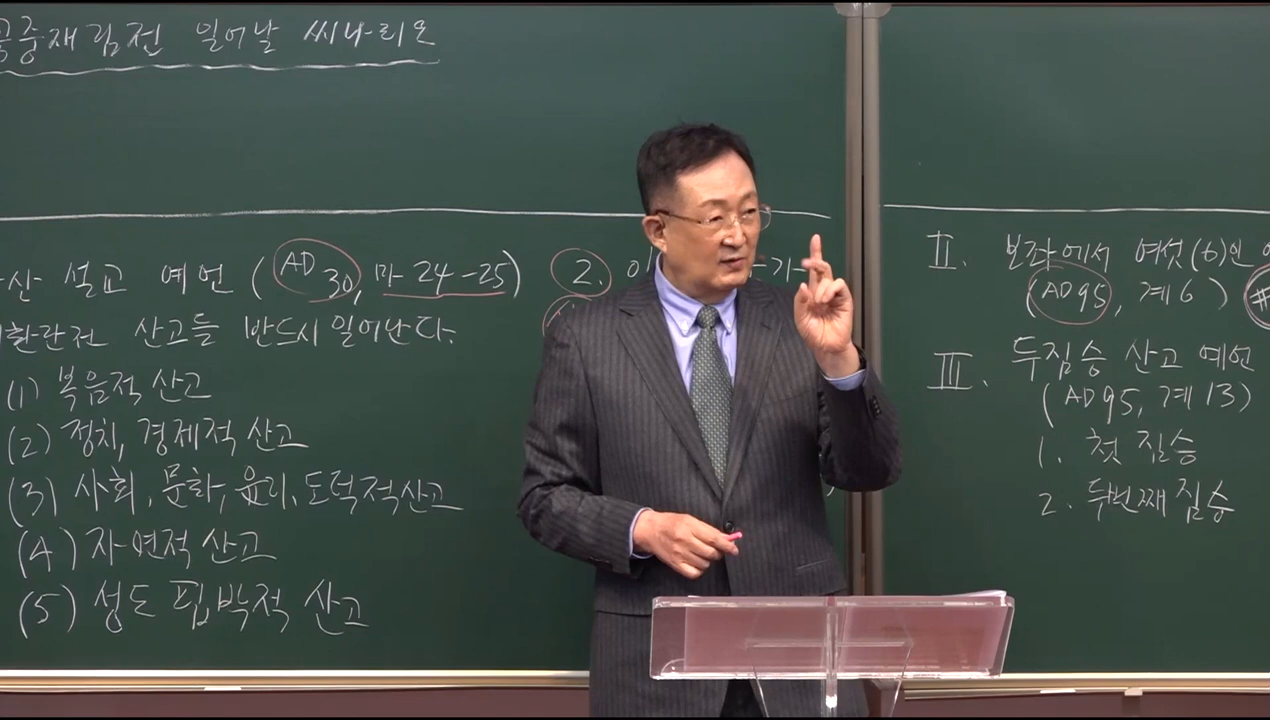 공중재림전 일어날 씨나리오
산 설교 예언 (AD 30, 마 24-25)
환란전 산고들 반드시 일어난다.
(1) 복음적 산고
(2) 정치, 경제적 산고
(3) 사회, 문화, 윤리, 도덕적산고
(4) 자연적 산고
(5) 성도 핍박적 산고
2. 이
II. 보좌에서 여섯(6)인
(AD95, 계6)
III. 두짐승 산고 예언
(AD95, 계13)
1. 첫 짐승
2. 두번째 짐승